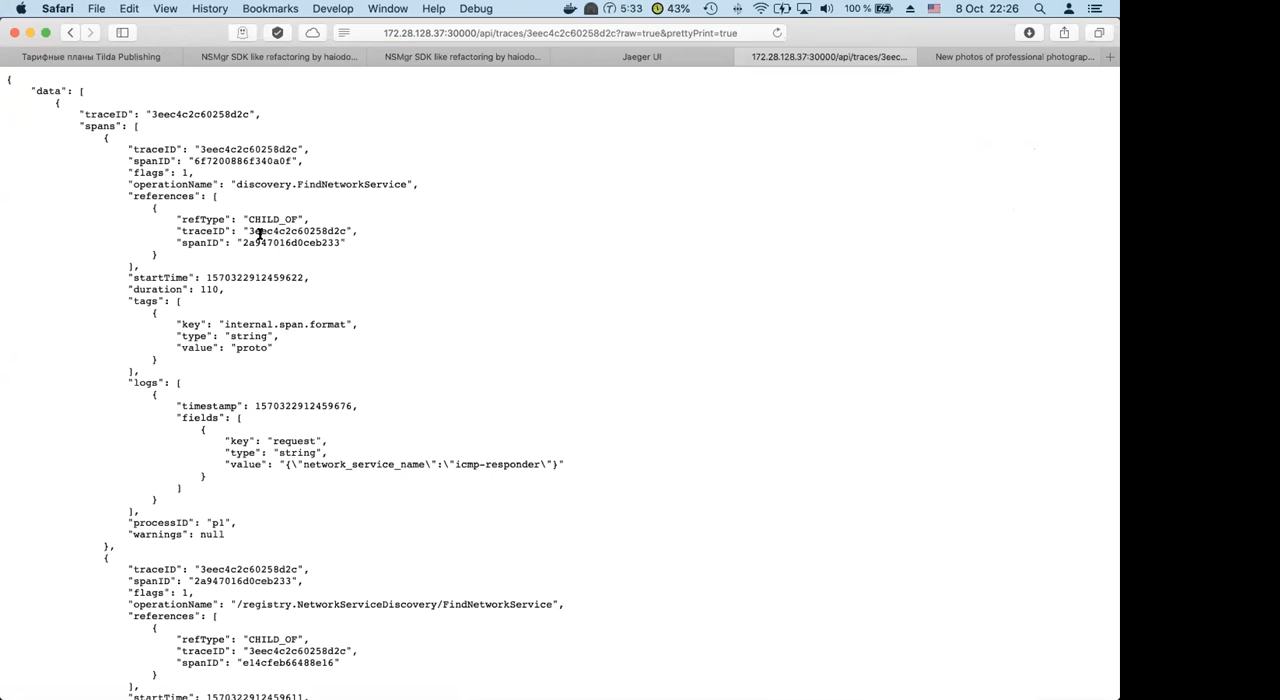 Safari File Edit View History Bookmarks Develop Window Help Debug 5:33 43% 100 % 8 Oct 22:26
172.28.128.37:30000/api/traces/3eec4c2c60258d2c?raw=true&prettyPrint=true
Тарифные планы Tilda Publishing NSMgr SDK like refactoring by haiodo... NSMgr SDK like refactoring by haiodo... Jaeger UI 172.28.128.37:30000/api/traces/3eec... New photos of professional photograp...
{
"data": [
{
"traceID": "3eec4c2c60258d2c",
"spans": [
{
"traceID": "3eec4c2c60258d2c",
"spanID": "6f7200886f340a0f",
"flags": 1,
"operationName": "discovery.FindNetworkService",
"references": [
{
"refType": "CHILD_OF",
"traceID": "3eec4c2c60258d2c",
"spanID": "2a947016d0ceb233"
}
],
"startTime": 1570322912459622,
"duration": 110,
"tags": [
{
"key": "internal.span.format",
"type": "string",
"value": "proto"
}
],
"logs": [
{
"timestamp": 1570322912459676,
"fields": [
{
"key": "request",
"type": "string",
"value": "{\"network_service_name\":\"icmp-responder\"}"
}
]
}
],
"processID": "p1",
"warnings": null
},
{
"traceID": "3eec4c2c60258d2c",
"spanID": "2a947016d0ceb233",
"flags": 1,
"operationName": "/registry.NetworkServiceDiscovery/FindNetworkService",
"references": [
{
"refType": "CHILD_OF",
"traceID": "3eec4c2c60258d2c",
"spanID": "e14cfeb66488e16"
}
],
"startTime": 1570322912459611,